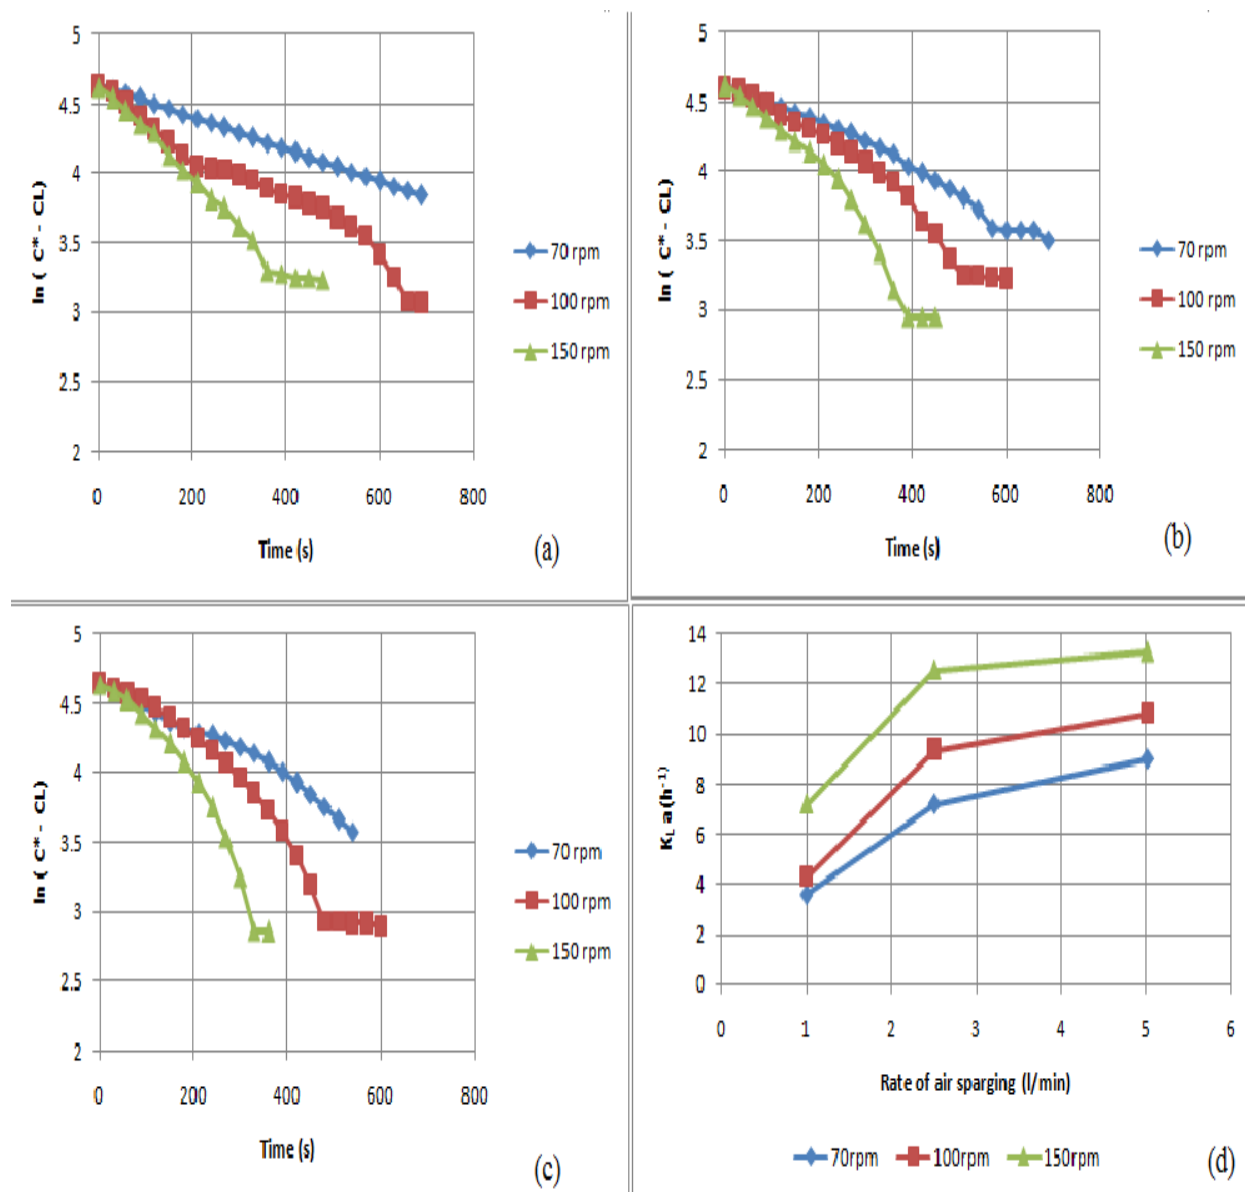 5
4.5
4
3.5
3
2.5
2
ln ( C* - CL)
0 200 400 600 800
Time (s)
70 rpm
100 rpm
150 rpm
(a)
5
4.5
4
3.5
3
2.5
2
ln ( C* - CL)
0 200 400 600 800
Time (s)
70 rpm
100 rpm
150 rpm
(b)
5
4.5
4
3.5
3
2.5
2
ln ( C* - CL)
0 200 400 600 800
Time (s)
70 rpm
100 rpm
150 rpm
(c)
14
12
10
8
6
4
2
0
KL a(h-1)
0 1 2 3 4 5 6
Rate of air sparging (l/min)
70rpm 100rpm 150rpm
(d)